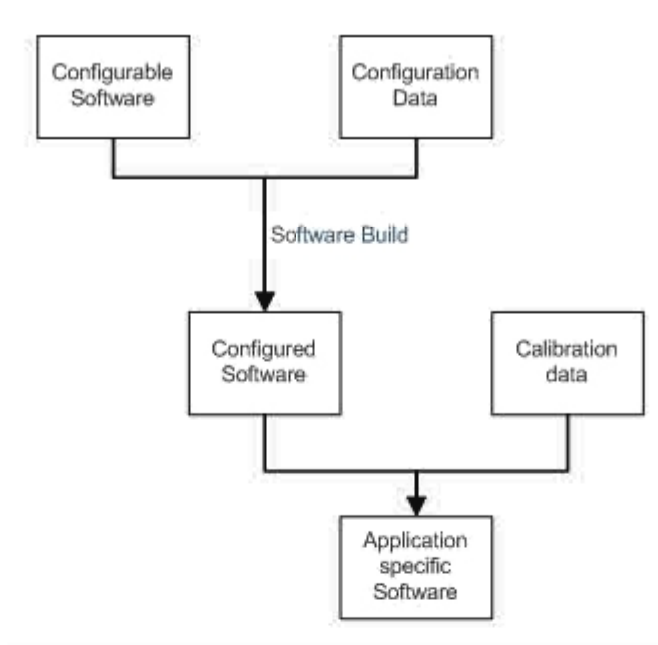 Configurable
Software
Configuration
Data
Software Build
Configured
Software
Calibration
data
Application
specific
Software